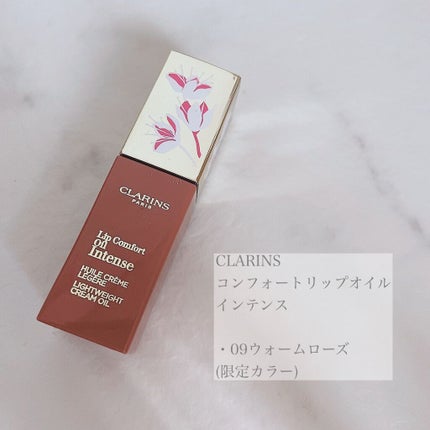 CLARINS
PARIS
Lip Comfort
Oil
Intense
HUILE CRÈME
LÉGÈRE
LIGHTWEIGHT
CREAM OIL
CLARINS
コンフォートリップオイル
インテンス
・09ウォームローズ
(限定カラー)